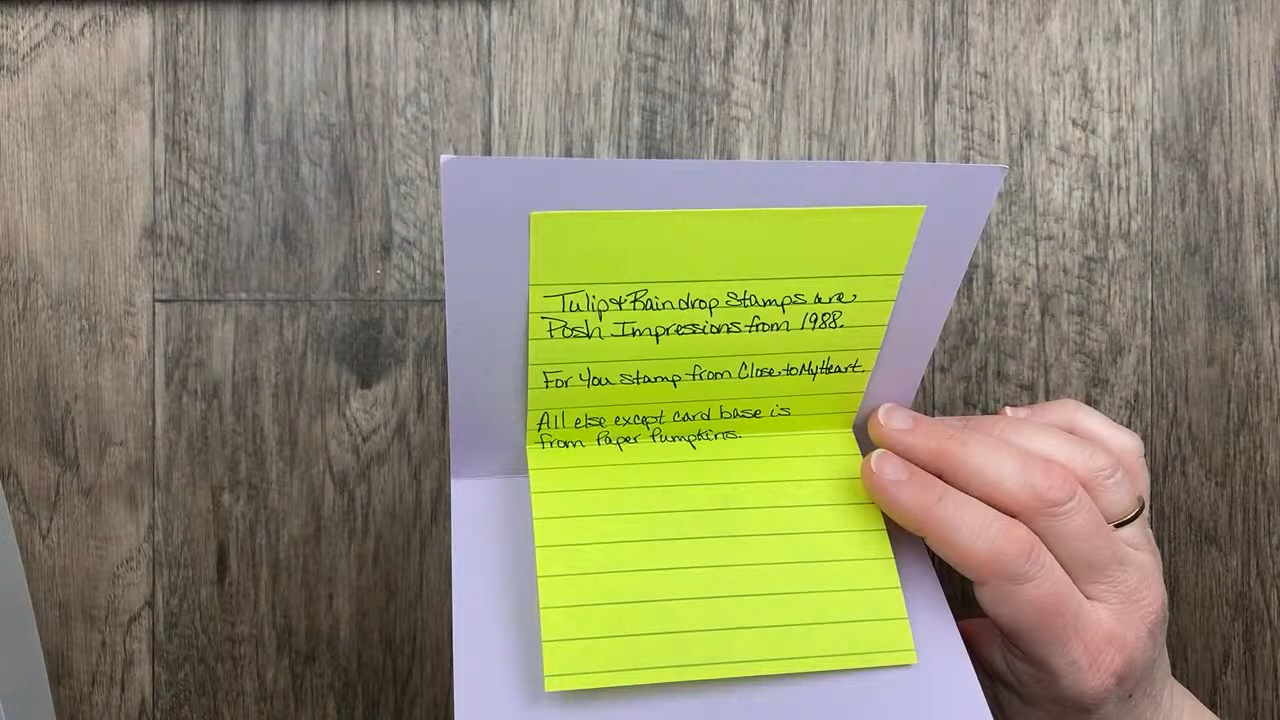 Tulip & Raindrop Stamps are
Posh Impressions from 1988.
For You stamp from Close to My Heart.
All else except card base is
from Paper Pumpkins.